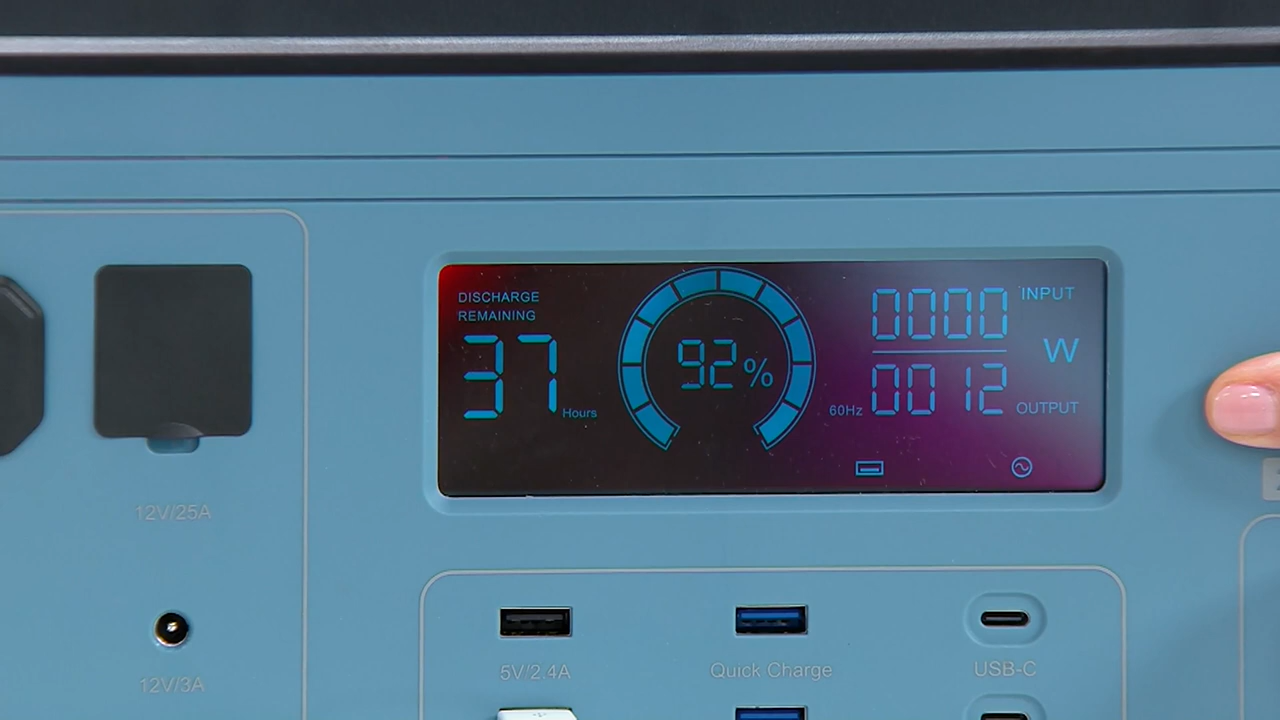 DISCHARGE
REMAINING
37 Hours
92%
0000 INPUT
W
60Hz 0012 OUTPUT
12V/25A
12V/3A
5V/2.4A
Quick Charge
USB-C